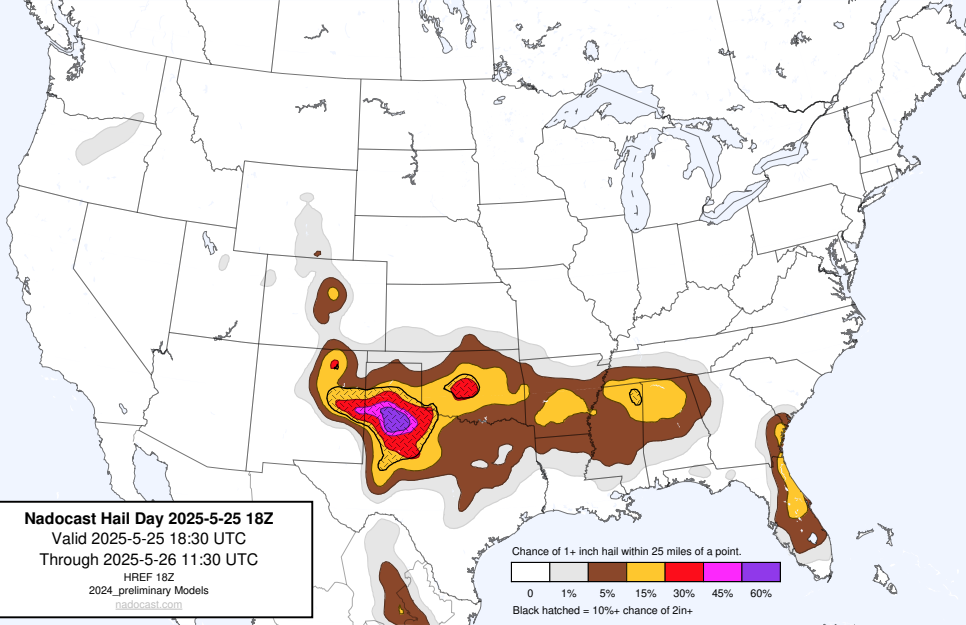 Nadocast Hail Day 2025-5-25 18Z
Valid 2025-5-25 18:30 UTC
Through 2025-5-26 11:30 UTC
HREF 18Z
2024_preliminary Models
nadocast.com
Chance of 1+ inch hail within 25 miles of a point.
0 1% 5% 15% 30% 45% 60%
Black hatched = 10%+ chance of 2in+